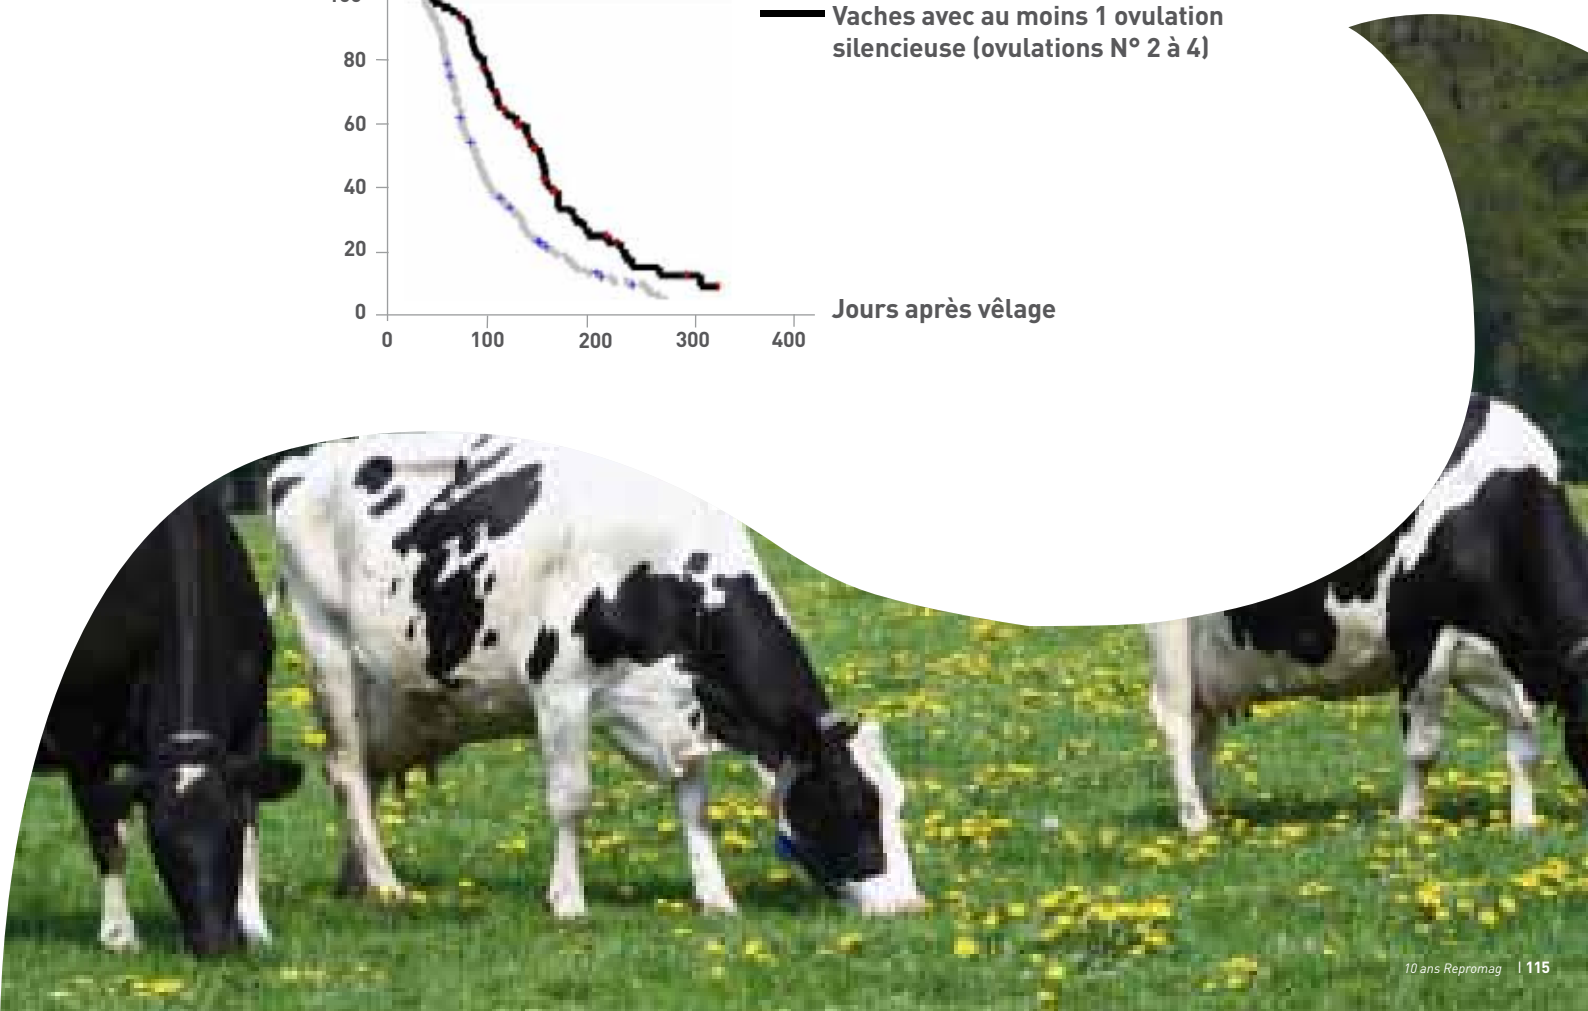 Vaches avec au moins 1 ovulation
silencieuse (ovulations N° 2 à 4)
80
60
40
20
0
Jours après vêlage
0 100 200 300 400
10 ans Repromag | 115